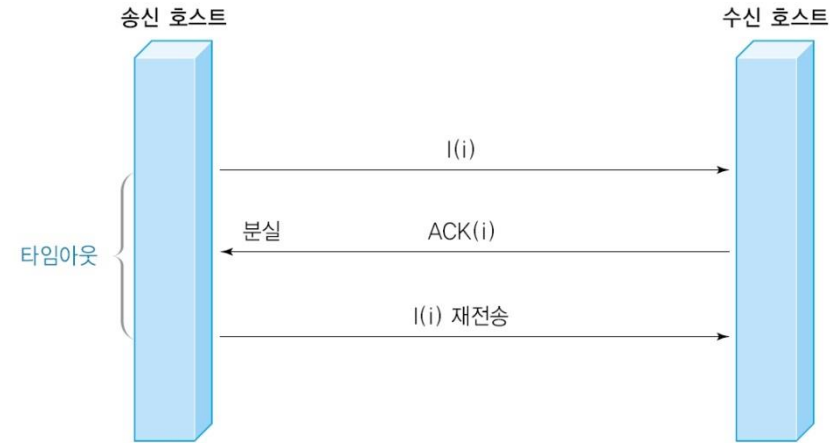 송신 호스트
수신 호스트
I(i)
분실
ACK(i)
타임아웃
I(i) 재전송